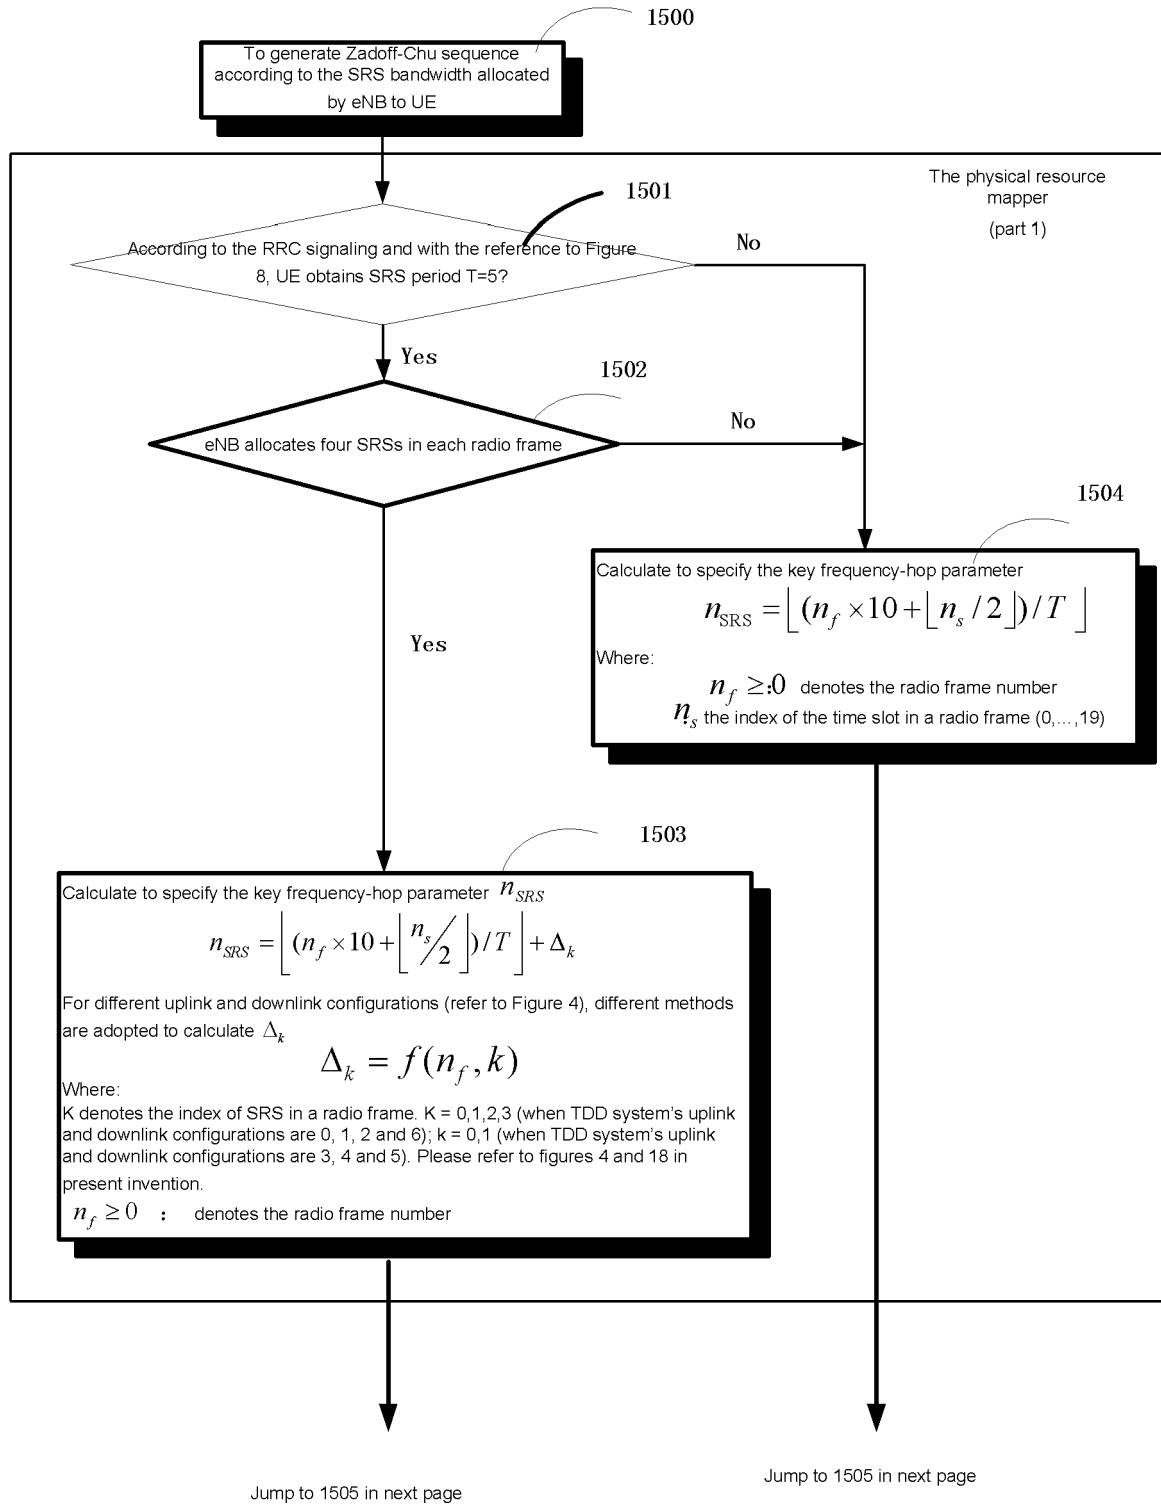 1500
To generate Zadoff-Chu sequence
according to the SRS bandwidth allocated
by eNB to UE
The physical resource
mapper
(part 1)
1501
According to the RRC signaling and with the reference to Figure
8, UE obtains SRS period T=5?
No
Yes
1502
eNB allocates four SRSs in each radio frame
No
1504
Calculate to specify the key frequency-hop parameter
n_SRS = ⌊(n_f ×10+⌊n_s /2⌋)/T⌋
Where:
n_f ≥:0 denotes the radio frame number
n_s the index of the time slot in a radio frame (0,...,19)
Yes
1503
Calculate to specify the key frequency-hop parameter n_SRS
n_SRS = ⌊(n_f ×10+⌊n_s/2⌋)/T⌋+Δ_k
For different uplink and downlink configurations (refer to Figure 4), different methods
are adopted to calculate Δ_k
Δ_k = f(n_f, k)
Where:
K denotes the index of SRS in a radio frame. K = 0,1,2,3 (when TDD system's uplink
and downlink configurations are 0, 1, 2 and 6); k = 0,1 (when TDD system's uplink
and downlink configurations are 3, 4 and 5). Please refer to figures 4 and 18 in
present invention.
n_f ≥ 0 : denotes the radio frame number
Jump to 1505 in next page
Jump to 1505 in next page